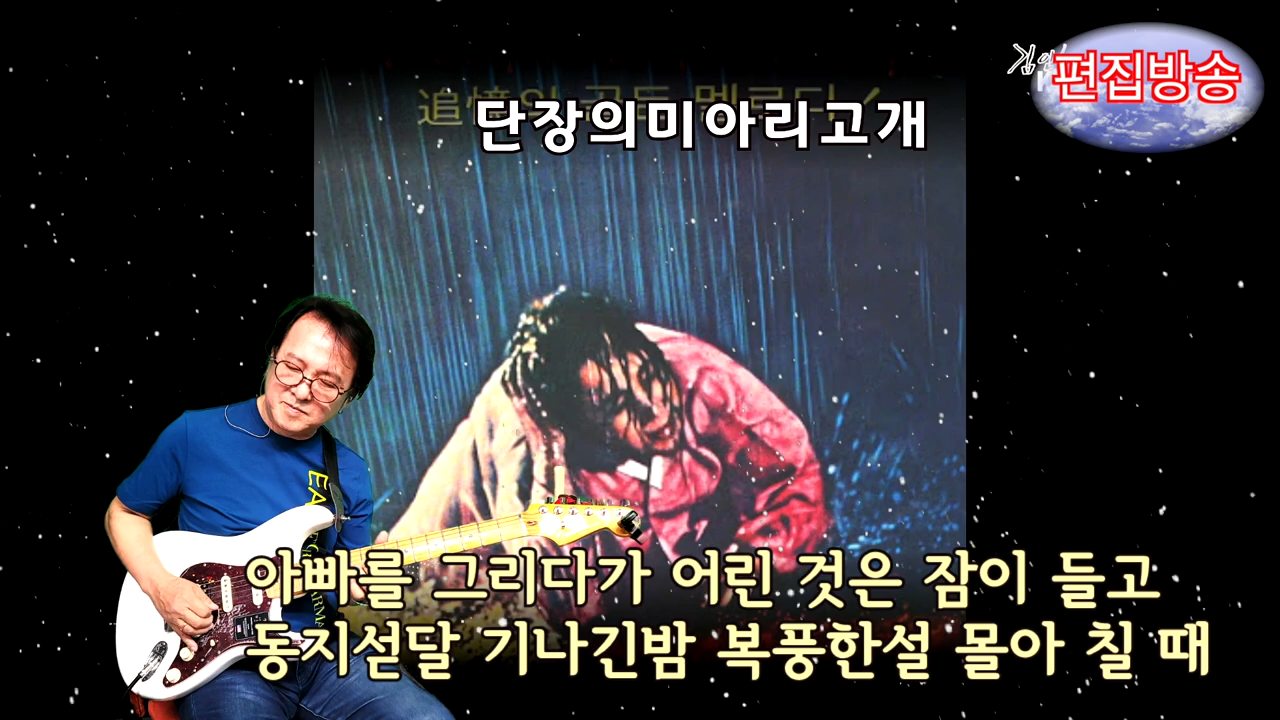 편집방송
단장의미아리고개
아빠를 그리다가 어린 것은 잠이 들고
동지선달 기나긴밤 복풍한설 몰아 칠 때